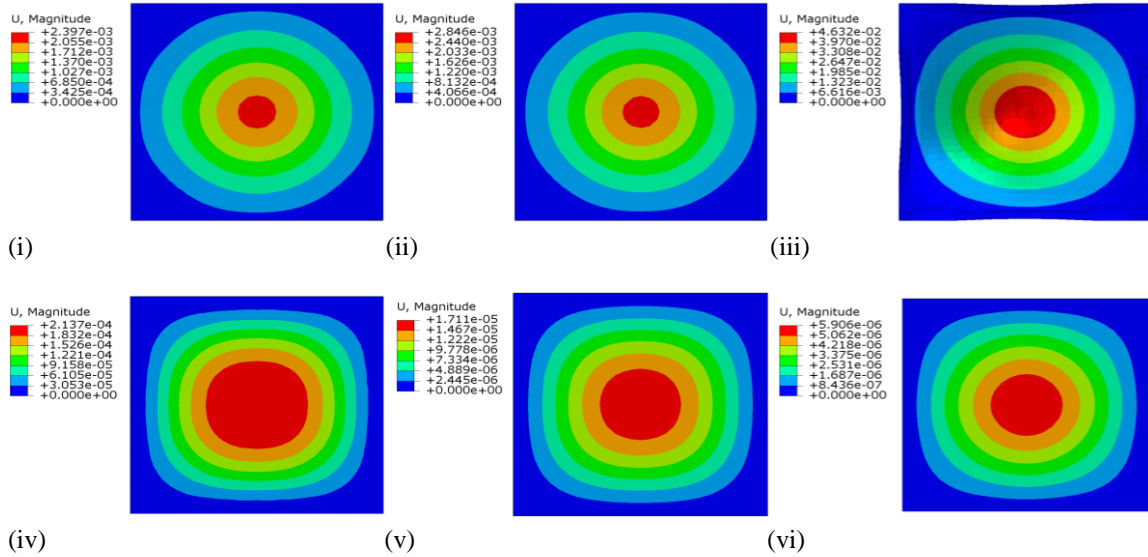 U, Magnitude
+2.397e-03
+2.055e-03
+1.712e-03
+1.370e-03
+1.027e-03
+6.850e-04
+3.425e-04
+0.000e+00
(i)
U, Magnitude
+2.846e-03
+2.440e-03
+2.033e-03
+1.626e-03
+1.220e-03
+8.132e-04
+4.066e-04
+0.000e+00
(ii)
U, Magnitude
+4.632e-02
+3.970e-02
+3.308e-02
+2.647e-02
+1.985e-02
+1.323e-02
+6.616e-03
+0.000e+00
(iii)
U, Magnitude
+2.137e-04
+1.832e-04
+1.526e-04
+1.221e-04
+9.158e-05
+6.105e-05
+3.053e-05
+0.000e+00
(iv)
U, Magnitude
+1.711e-05
+1.467e-05
+1.222e-05
+9.778e-06
+7.334e-06
+4.889e-06
+2.445e-06
+0.000e+00
(v)
U, Magnitude
+5.906e-06
+5.062e-06
+4.218e-06
+3.375e-06
+2.531e-06
+1.687e-06
+8.436e-07
+0.000e+00
(vi)